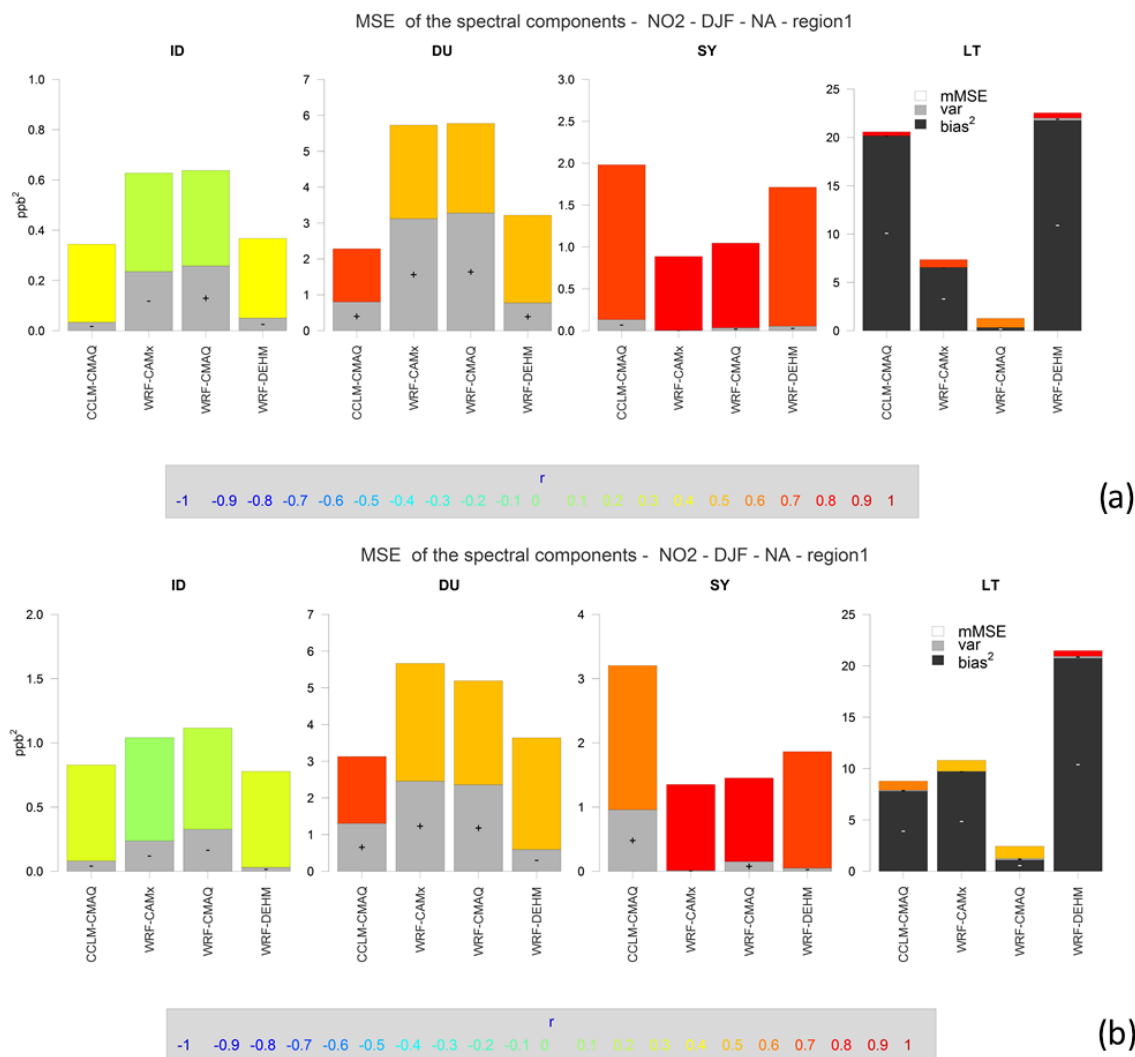 MSE of the spectral components - NO2 - DJF - NA - region1
ID DU SY LT
1.0 7 3.0 25
0.8 6 2.5 20
0.6 5 2.0 15
0.4 4 1.5 10
0.2 3 1.0 5
0.0 2 0.5 0
1 0.0
0
ppb²
mMSE
var
bias²
- - + - + + + + - - - - - -
CCLM-CMAQ WRF-CAMx WRF-CMAQ WRF-DEHM CCLM-CMAQ WRF-CAMx WRF-CMAQ WRF-DEHM CCLM-CMAQ WRF-CAMx WRF-CMAQ WRF-DEHM CCLM-CMAQ WRF-CAMx WRF-CMAQ WRF-DEHM
r
-1 -0.9 -0.8 -0.7 -0.6 -0.5 -0.4 -0.3 -0.2 -0.1 0 0.1 0.2 0.3 0.4 0.5 0.6 0.7 0.8 0.9 1
(a)
MSE of the spectral components - NO2 - DJF - NA - region1
ID DU SY LT
2.0 7 4 25
1.5 6 3 20
1.0 5 2 15
0.5 4 1 10
0.0 3 0 5
2 0
1
0
ppb²
mMSE
var
bias²
CCLM-CMAQ WRF-CAMx WRF-CMAQ WRF-DEHM CCLM-CMAQ WRF-CAMx WRF-CMAQ WRF-DEHM CCLM-CMAQ WRF-CAMx WRF-CMAQ WRF-DEHM CCLM-CMAQ WRF-CAMx WRF-CMAQ WRF-DEHM
r
-1 -0.9 -0.8 -0.7 -0.6 -0.5 -0.4 -0.3 -0.2 -0.1 0 0.1 0.2 0.3 0.4 0.5 0.6 0.7 0.8 0.9 1
(b)